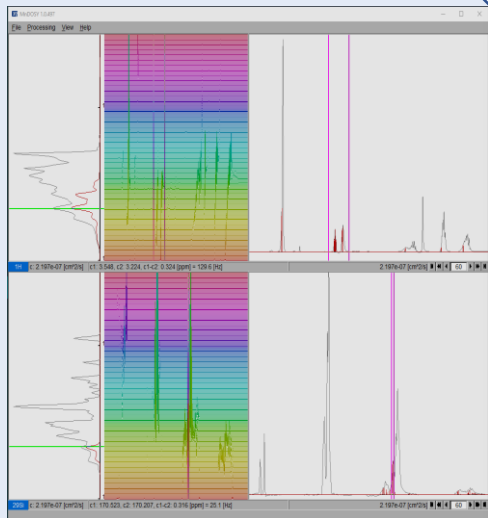 File Processing View Help
1H c: 2.197e-07 [cm^2/s] c1: 3.548, c2: 3.224, c1-c2: 0.324 [ppm] = 129.6 [Hz] 2.197e-07 [cm^2/s] 60
29Si c: 2.197e-07 [cm^2/s] c1: 170.523, c2: 170.207, c1-c2: 0.316 [ppm] = 25.1 [Hz] 2.197e-07 [cm^2/s] 60